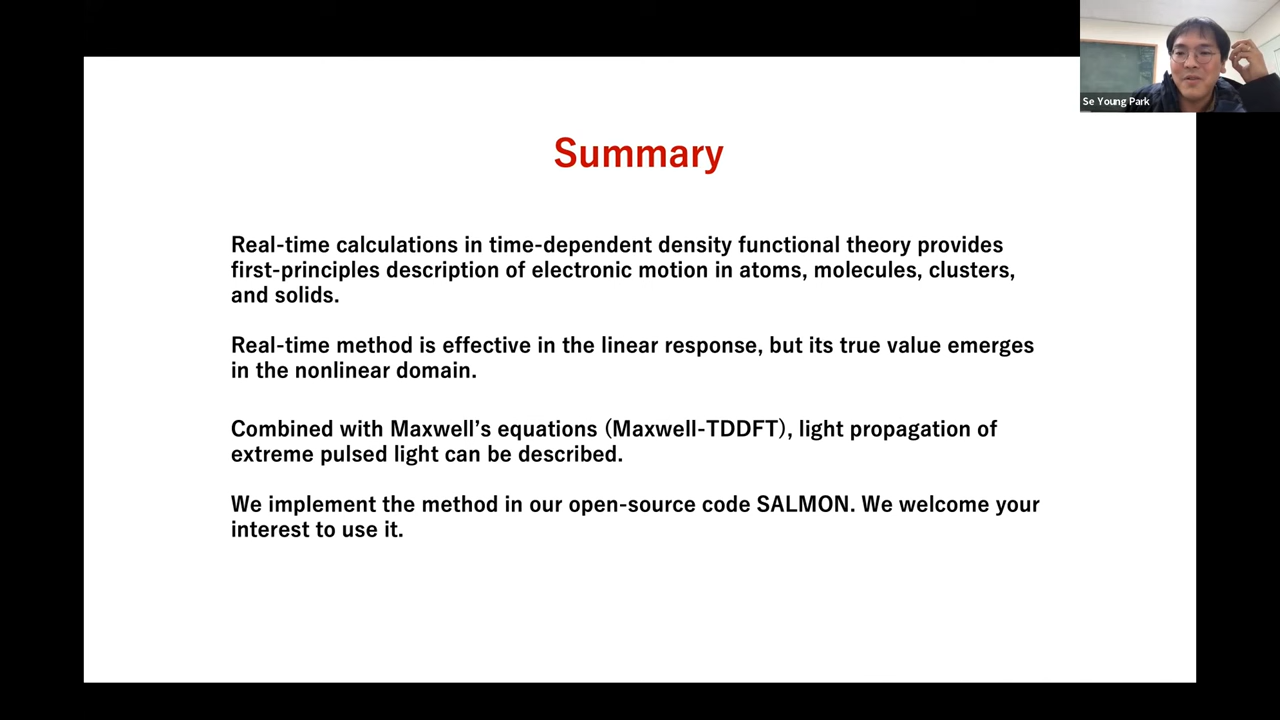 Summary
Real-time calculations in time-dependent density functional theory provides
first-principles description of electronic motion in atoms, molecules, clusters,
and solids.
Real-time method is effective in the linear response, but its true value emerges
in the nonlinear domain.
Combined with Maxwell’s equations (Maxwell-TDDFT), light propagation of
extreme pulsed light can be described.
We implement the method in our open-source code SALMON. We welcome your
interest to use it.
Se Young Park